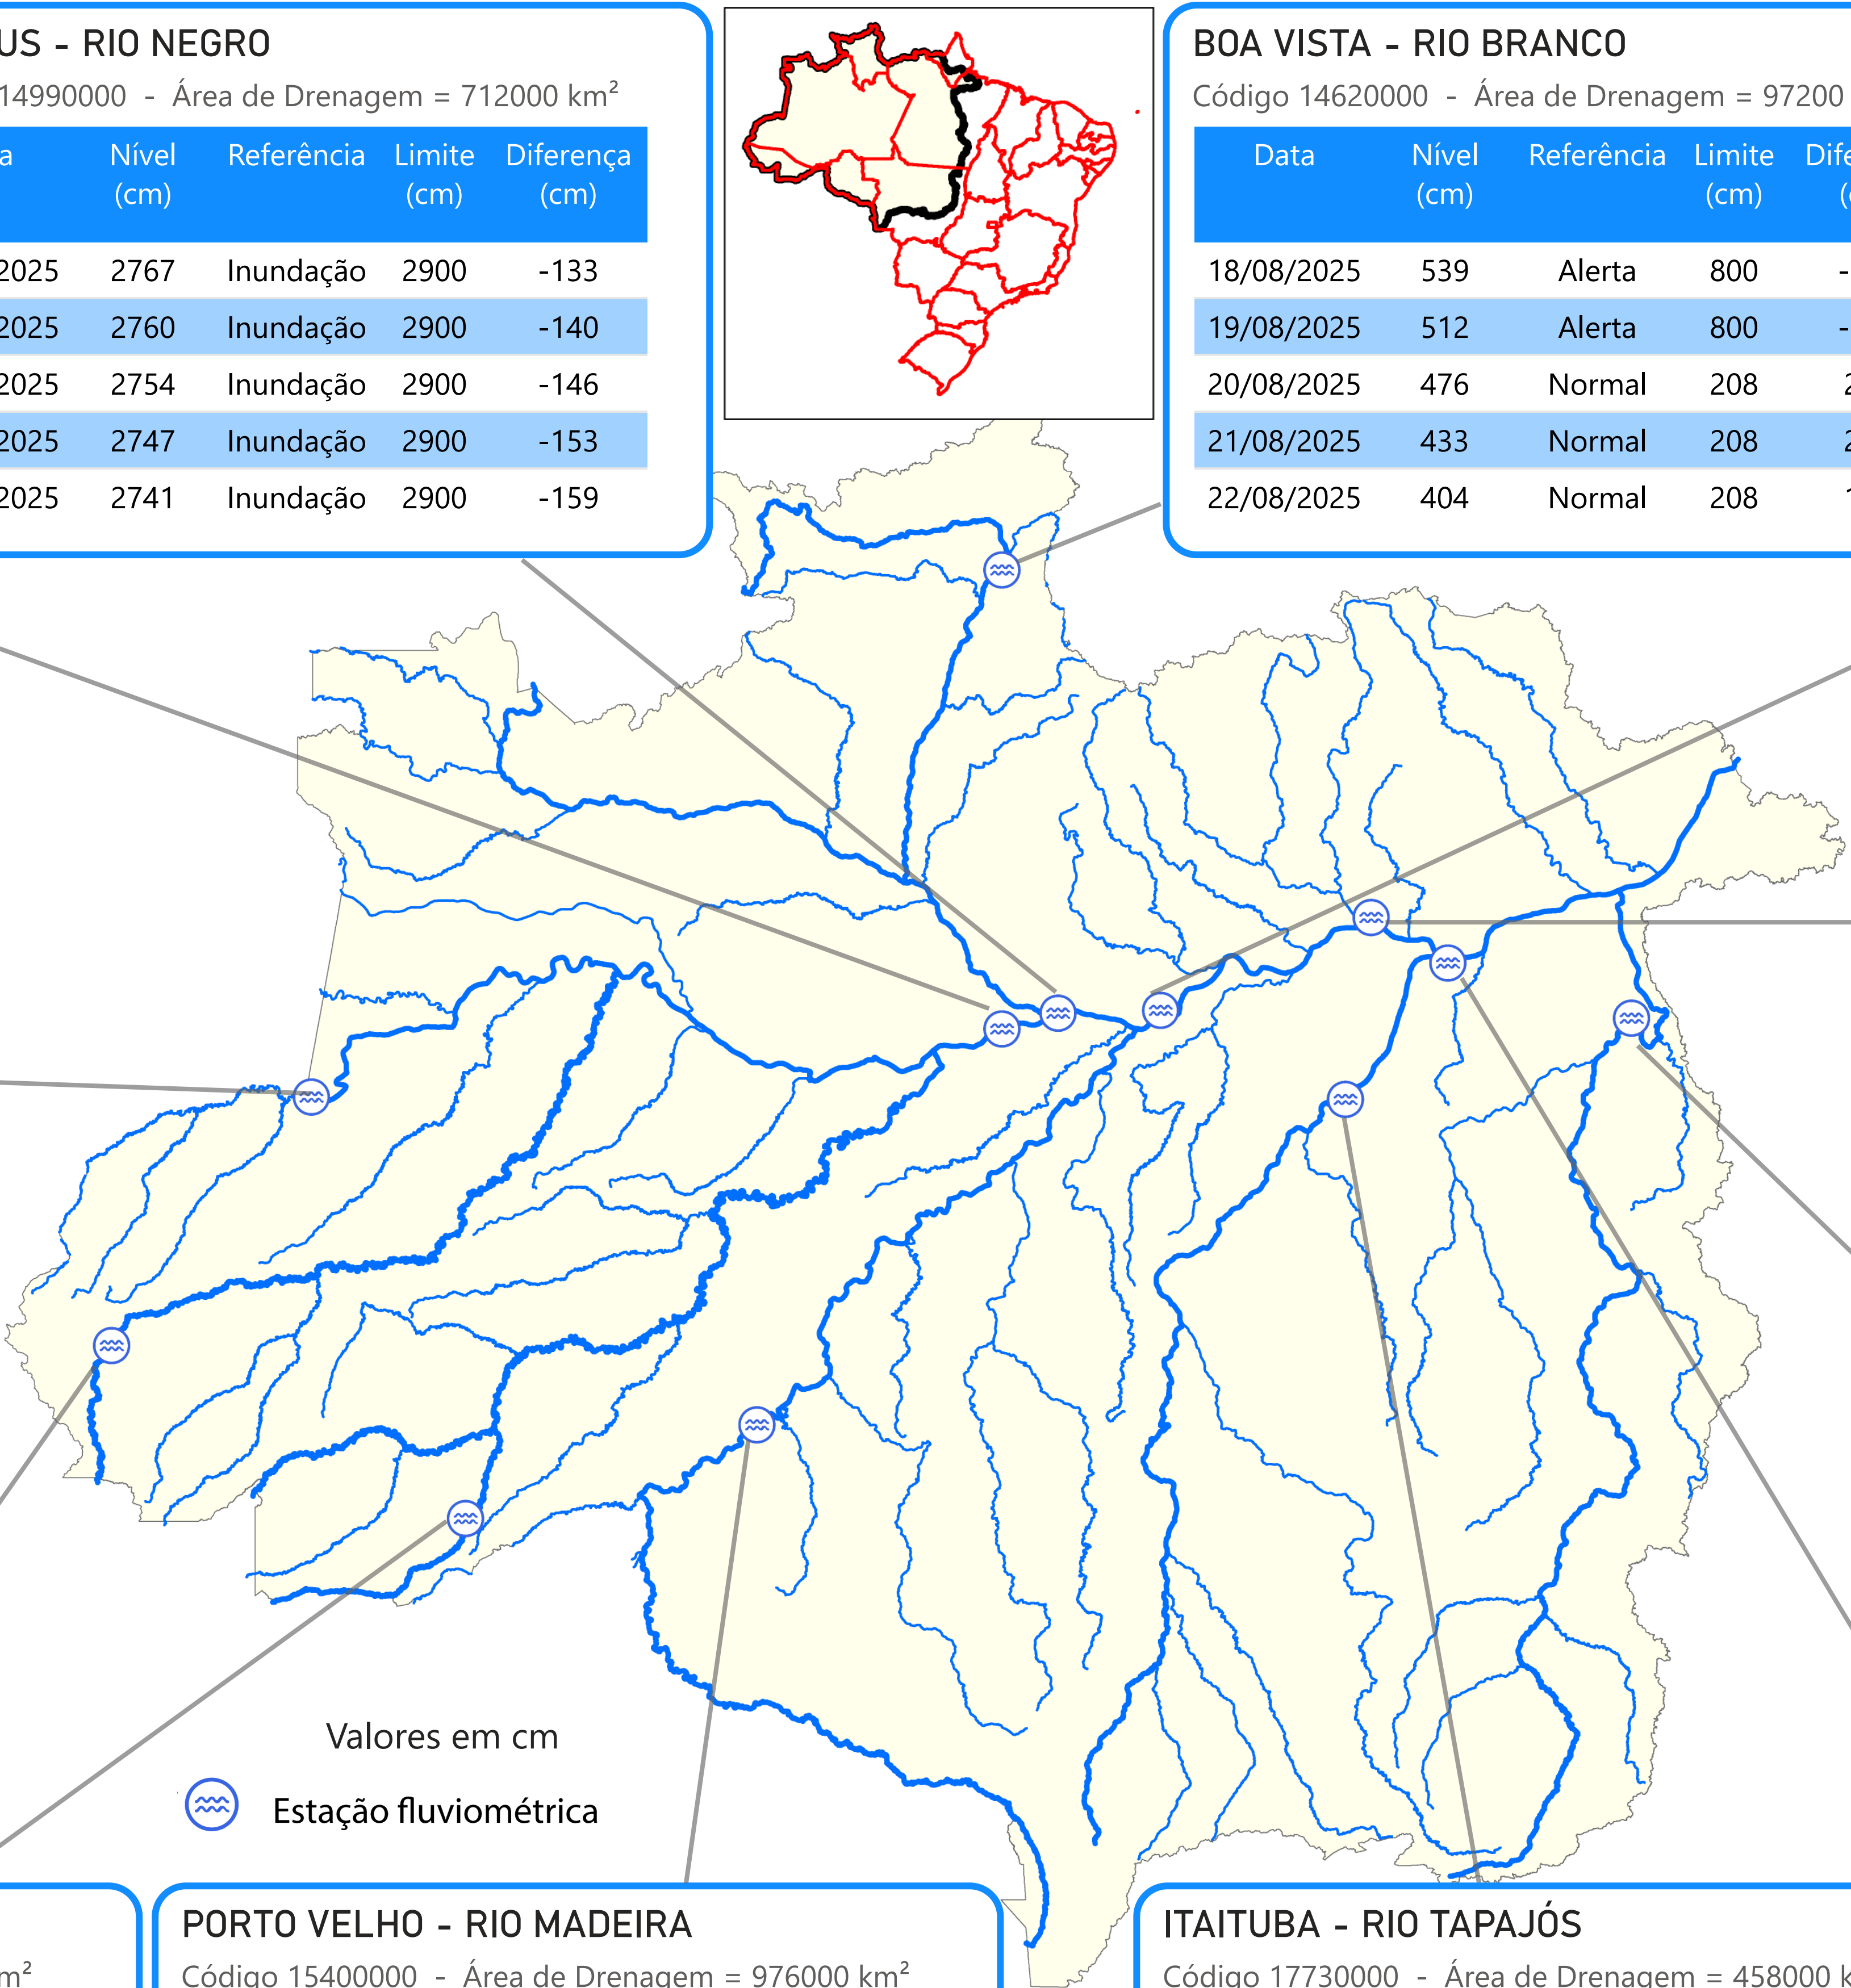 US - RIO NEGRO
14990000 - Área de Drenagem = 712000 km²
a Nível (cm) Referência Limite (cm) Diferença (cm)
2025 2767 Inundação 2900 -133
2025 2760 Inundação 2900 -140
2025 2754 Inundação 2900 -146
2025 2747 Inundação 2900 -153
2025 2741 Inundação 2900 -159
BOA VISTA - RIO BRANCO
Código 14620000 - Área de Drenagem = 97200
Data Nível (cm) Referência Limite (cm)
18/08/2025 539 Alerta 800
19/08/2025 512 Alerta 800
20/08/2025 476 Normal 208
21/08/2025 433 Normal 208
22/08/2025 404 Normal 208
Valores em cm
Estação fluviométrica
m²
PORTO VELHO - RIO MADEIRA
Código 15400000 - Área de Drenagem = 976000 km²
ITAITUBA - RIO TAPAJÓS
Código 17730000 - Área de Drenagem = 458000 k